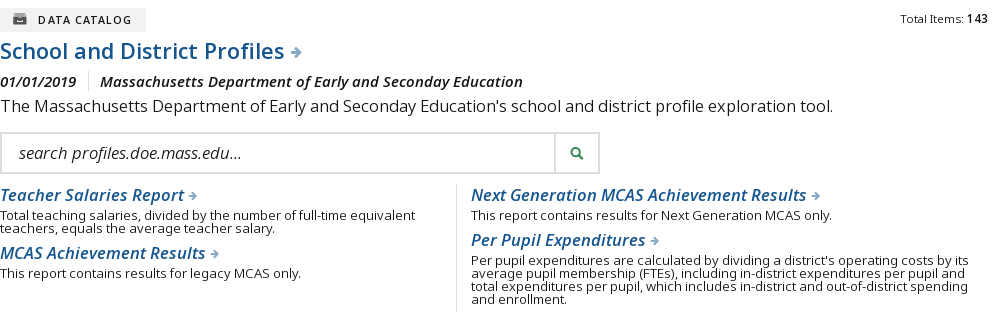 DATA CATALOG
Total Items: 143
School and District Profiles
01/01/2019 Massachusetts Department of Early and Seconday Education
The Massachusetts Department of Early and Seconday Education's school and district profile exploration tool.
search profiles.doe.mass.edu...
Teacher Salaries Report
Total teaching salaries, divided by the number of full-time equivalent
teachers, equals the average teacher salary.
MCAS Achievement Results
This report contains results for legacy MCAS only.
Next Generation MCAS Achievement Results
This report contains results for Next Generation MCAS only.
Per Pupil Expenditures
Per pupil expenditures are calculated by dividing a district's operating costs by its
average pupil membership (FTEs), including in-district expenditures per pupil and
total expenditures per pupil, which includes in-district and out-of-district spending
and enrollment.